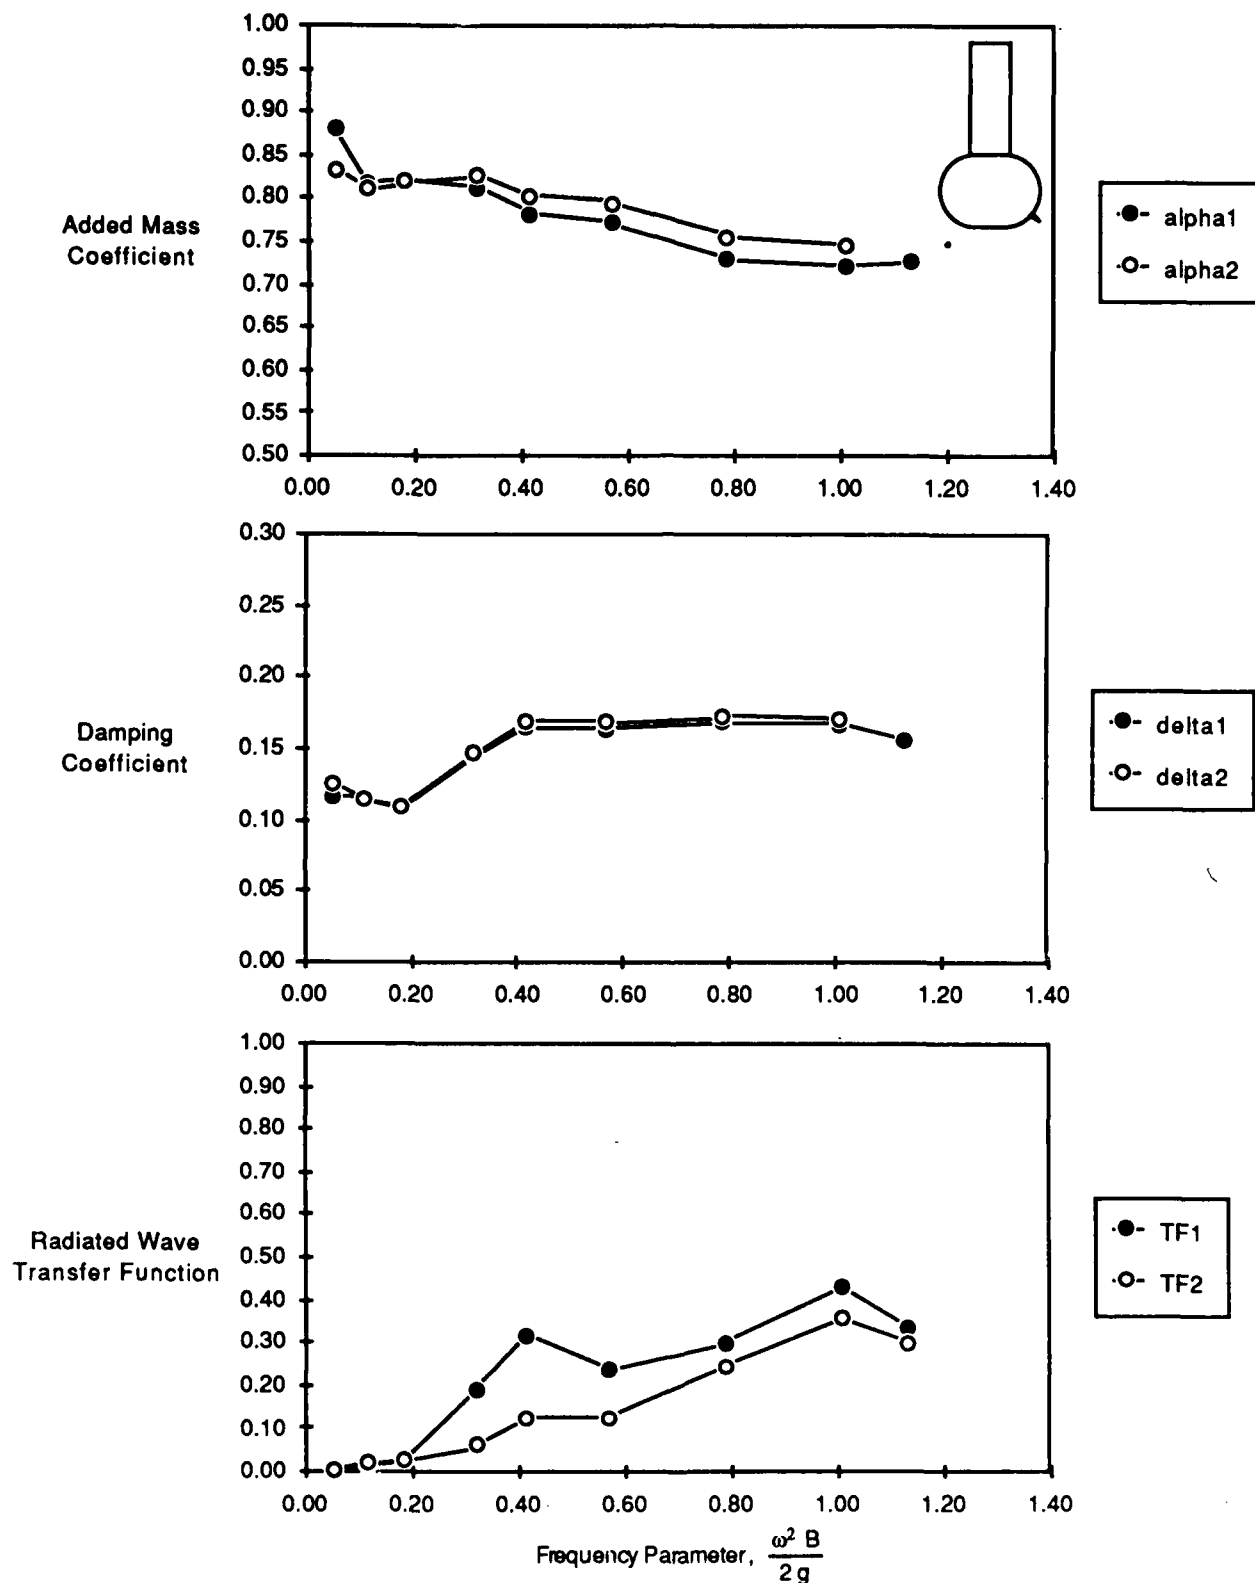 1.00
0.95
0.90
0.85
0.80
0.75
0.70
0.65
0.60
0.55
0.50
Added Mass
Coefficient
0.00 0.20 0.40 0.60 0.80 1.00 1.20 1.40
alpha1
alpha2
0.30
0.25
0.20
0.15
0.10
0.05
0.00
Damping
Coefficient
0.00 0.20 0.40 0.60 0.80 1.00 1.20 1.40
delta1
delta2
1.00
0.90
0.80
0.70
0.60
0.50
0.40
0.30
0.20
0.10
0.00
Radiated Wave
Transfer Function
0.00 0.20 0.40 0.60 0.80 1.00 1.20 1.40
TF1
TF2
Frequency Parameter, ω² B
2 g